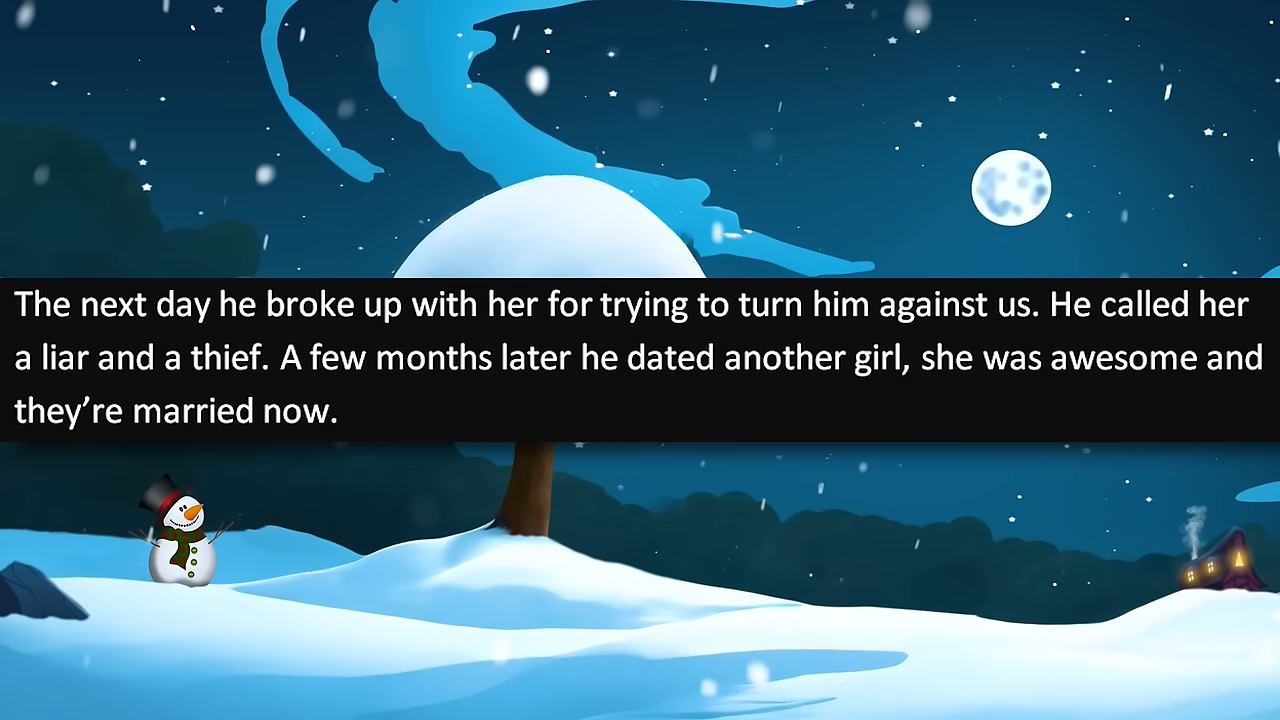 The next day he broke up with her for trying to turn him against us. He called her
a liar and a thief. A few months later he dated another girl, she was awesome and
they’re married now.